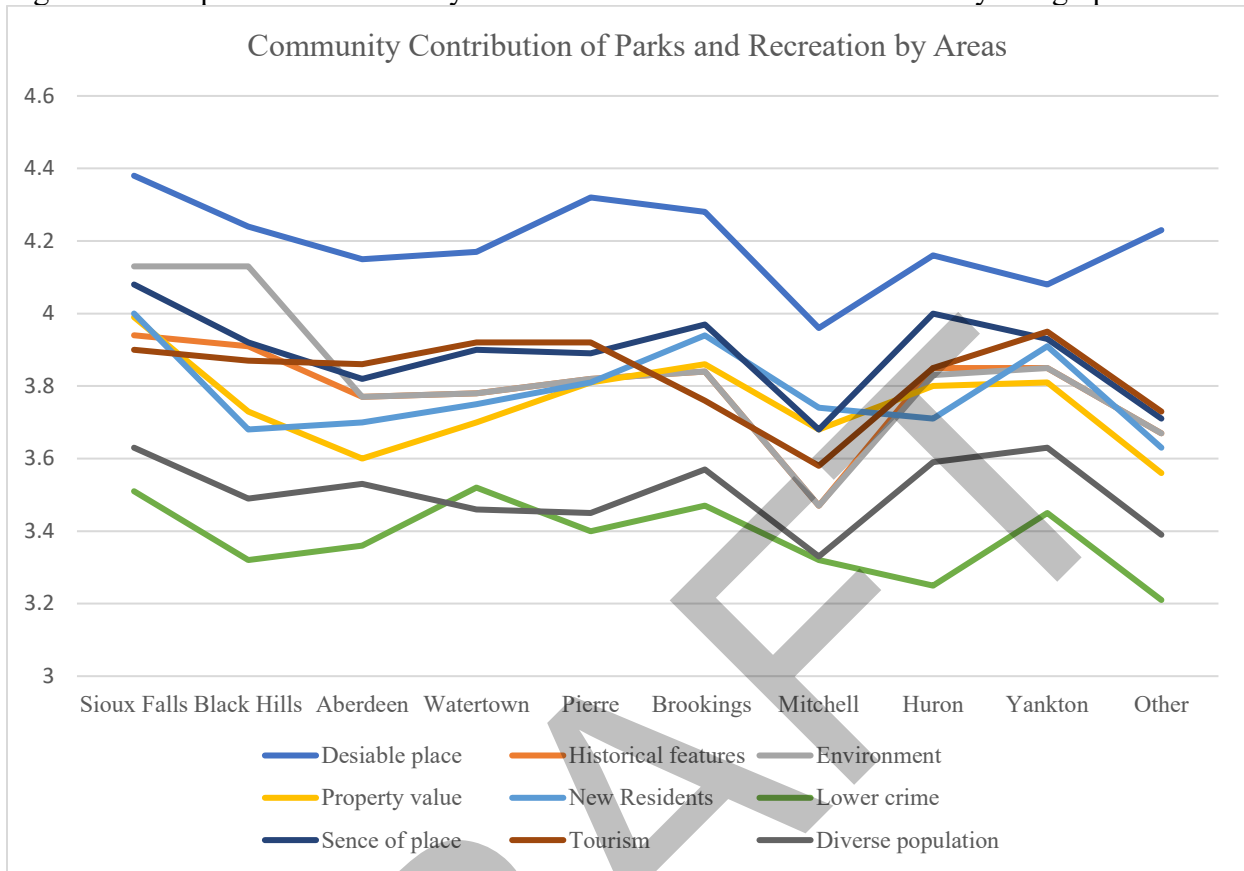 Community Contribution of Parks and Recreation by Areas
4.6
4.4
4.2
4
3.8
3.6
3.4
3.2
3
Sioux Falls Black Hills Aberdeen Watertown Pierre Brookings Mitchell Huron Yankton Other
Desiable place Historical features Environment
Property value New Residents Lower crime
Sence of place Tourism Diverse population